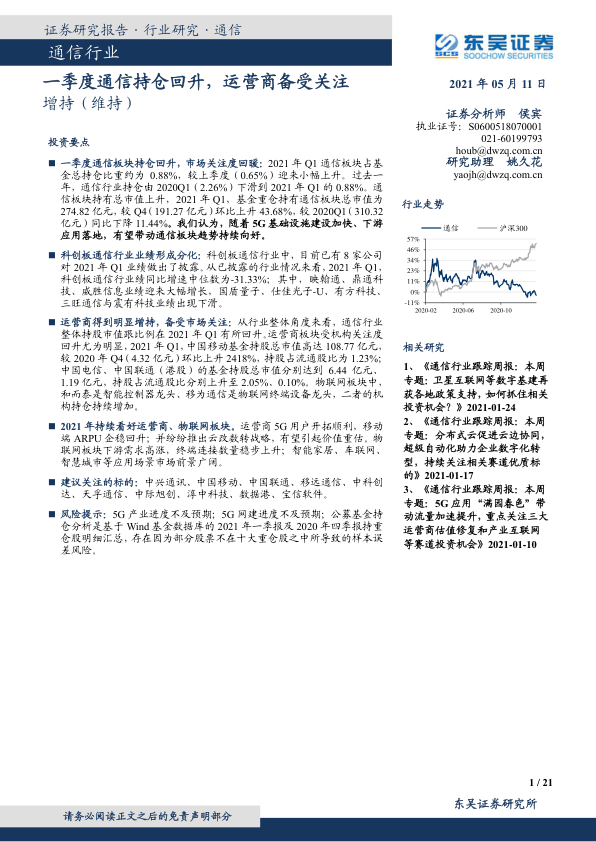 证券研究报告·行业研究·通信
通信行业
东吴证券
SCS
SOOCHOW SECURITIES
一季度通信持仓回升，运营商备受关注
增持（维持）
2021 年 05 月 11 日
证券分析师 侯宾
执业证号：S0600518070001
021-60199793
houb@dwzq.com.cn
研究助理 姚久花
yaojh@dwzq.com.cn
投资要点
■ 一季度通信板块持仓回升，市场关注度回暖：2021 年 Q1 通信板块占基
金总持仓比重约为 0.88%，较上季度（0.65%）迎来小幅上升。过去一
年，通信行业持仓由 2020Q1（2.26%）下滑到 2021 年 Q1 的 0.88%。通
信板块持有总市值上升，2021 年 Q1，基金重仓持有通信板块总市值为
274.82 亿元，较 Q4（191.27 亿元）环比上升 43.68%，较 2020Q1（310.32
亿元）同比下降 11.44%。我们认为，随着 5G 基础设施建设加快、下游
应用落地，有望带动通信板块趋势持续向好。
■ 科创板通信行业业绩形成分化：科创板通信行业中，目前已有 8 家公司
对 2021 年 Q1 业绩做出了披露。从已披露的行业情况来看，2021 年 Q1，
科创板通信行业业绩同比增速中位数为-31.33%；其中，映翰通、鼎通科
技、威胜信息业绩迎来大幅增长，国盾量子、仕佳光子-U、有方科技、
三旺通信与震有科技业绩出现下滑。
■ 运营商得到明显增持，备受市场关注：从行业整体角度来看，通信行业
整体持股市值跟比例在 2021 年 Q1 有所回升。运营商板块受机构关注度
回升尤为明显，2021 年 Q1，中国移动基金持股总市值高达 108.77 亿元，
较 2020 年 Q4（4.32 亿元）环比上升 2418%，持股占流通股比为 1.23%；
中国电信、中国联通（港股）的基金持股总市值分别达到 6.44 亿元、
1.19 亿元，持股占流通股比分别上升至 2.05%、0.10%。物联网板块中，
和而泰是智能控制器龙头，移为通信是物联网终端设备龙头，二者的机
构持仓持续增加。
■ 2021 年持续看好运营商、物联网板块。运营商 5G 用户开拓顺利，移动
端 ARPU 企稳回升；并纷纷推出云改数转战略，有望引起价值重估。物
联网板块下游需求高涨，终端连接数量稳步上升；智能家居、车联网、
智慧城市等应用场景市场前景广阔。
■ 建议关注的标的：中兴通讯、中国移动、中国联通、移远通信、中科创
达、天孚通信、中际旭创、淳中科技、数据港、宝信软件。
■ 风险提示：5G 产业进度不及预期；5G 网建进度不及预期；公募基金持
仓分析是基于 Wind 基金数据库的 2021 年一季报及 2020 年四季报持重
仓股明细汇总，存在因为部分股票不在十大重仓股之中所导致的样本误
差风险。
行业走势
通信 沪深300
57%
46%
34%
23%
11%
0%
-11%
2020-02 2020-06 2020-10
相关研究
1、《通信行业跟踪周报：本周
专题：卫星互联网等数字基建再
获各地政策支持，如何抓住相关
投资机会？》2021-01-24
2、《通信行业跟踪周报：本周
专题：分布式云促进云边协同，
超级自动化助力企业数字化转
型，持续关注相关赛道优质标
的》2021-01-17
3、《通信行业跟踪周报：本周
专题：5G 应用“满园春色”带
动流量加速提升，重点关注三大
运营商估值修复和产业互联网
等赛道投资机会》2021-01-10
1 / 21
东吴证券研究所
请务必阅读正文之后的免责声明部分